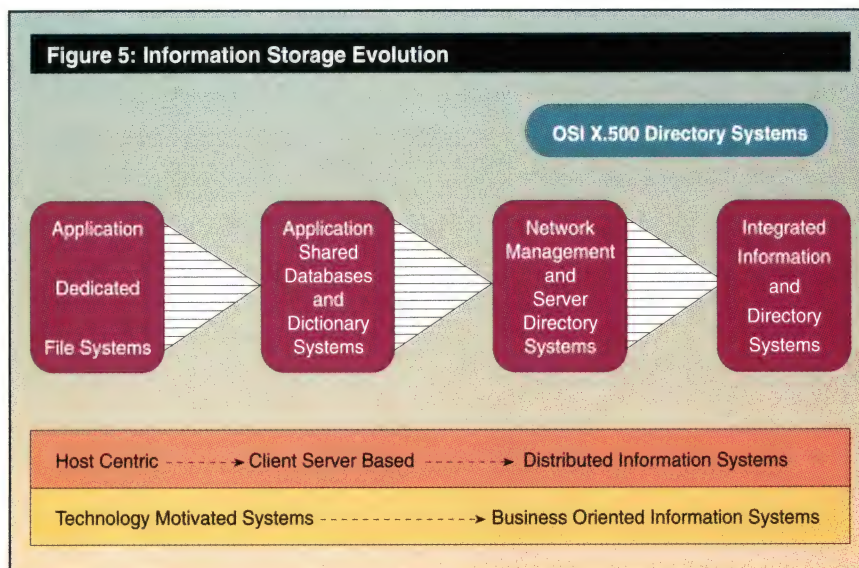 Figure 5: Information Storage Evolution
OSI X.500 Directory Systems
Application
Dedicated
File Systems
Application
Shared
Databases
and
Dictionary
Systems
Network
Management
and
Server
Directory
Systems
Integrated
Information
and
Directory
Systems
Host Centric Client Server Based Distributed Information Systems
Technology Motivated Systems Business Oriented Information Systems